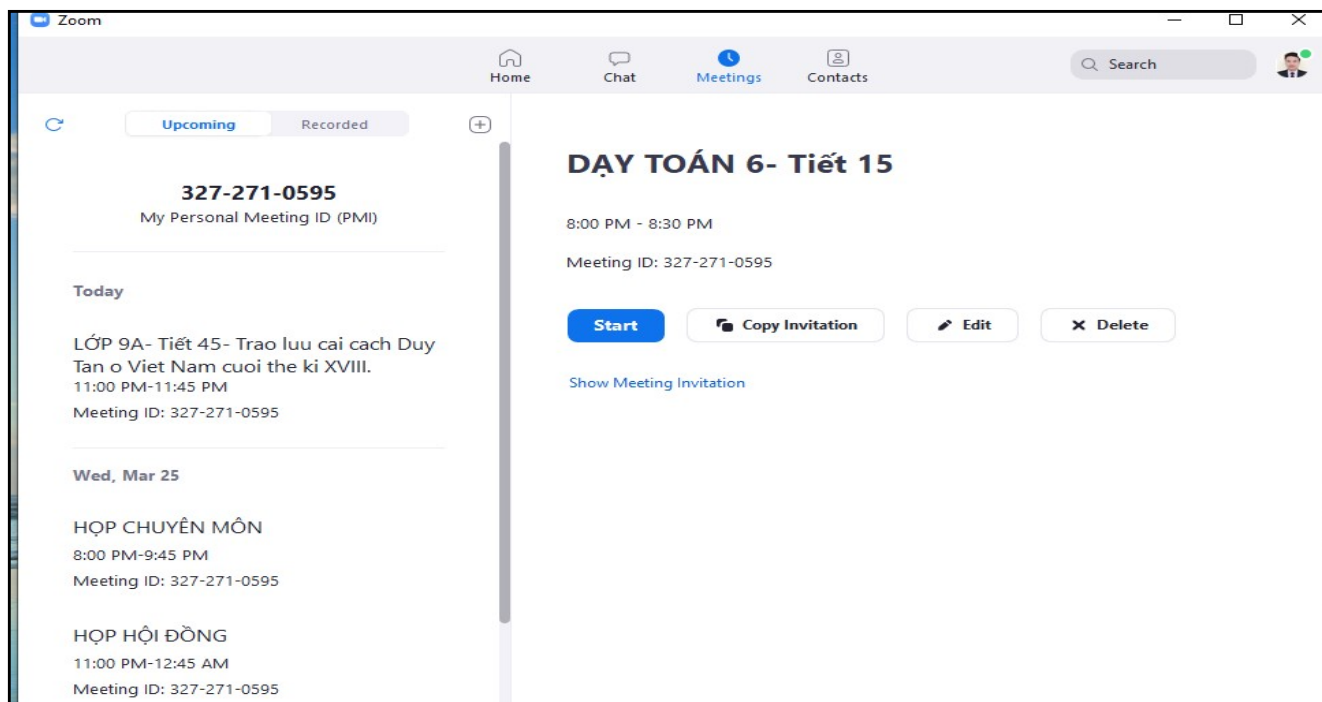 Zoom
Home
Chat
Meetings
Contacts
Search
Upcoming
Recorded
327-271-0595
My Personal Meeting ID (PMI)
Today
LỚP 9A- Tiết 45- Trao luu cai cach Duy
Tan o Viet Nam cuoi the ki XVIII.
11:00 PM-11:45 PM
Meeting ID: 327-271-0595
Wed, Mar 25
HỌP CHUYÊN MÔN
8:00 PM-9:45 PM
Meeting ID: 327-271-0595
HỌP HỘI ĐỒNG
11:00 PM-12:45 AM
Meeting ID: 327-271-0595
DẠY TOÁN 6- Tiết 15
8:00 PM - 8:30 PM
Meeting ID: 327-271-0595
Start
Copy Invitation
Edit
Delete
Show Meeting Invitation